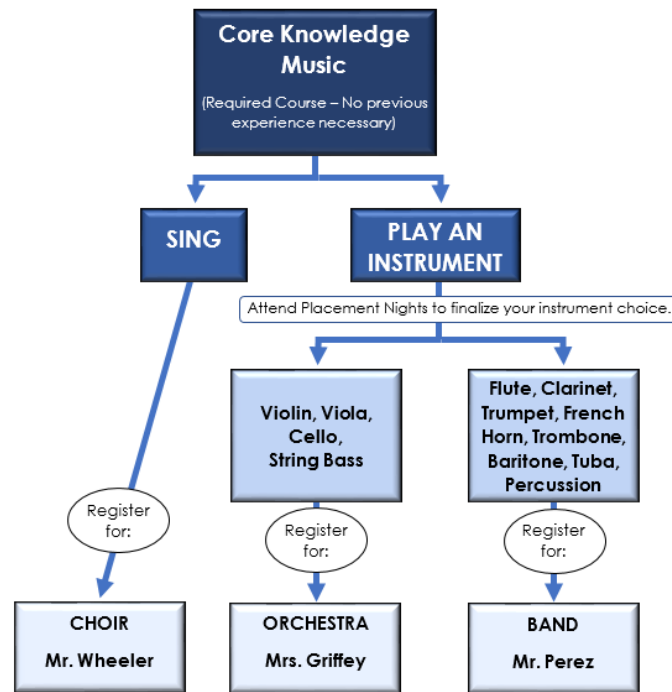 Core Knowledge
Music
(Required Course – No previous
experience necessary)
SING
PLAY AN
INSTRUMENT
Attend Placement Nights to finalize your instrument choice.
Violin, Viola,
Cello,
String Bass
Flute, Clarinet,
Trumpet, French
Horn, Trombone,
Baritone, Tuba,
Percussion
Register
for:
Register
for:
Register
for:
CHOIR
Mr. Wheeler
ORCHESTRA
Mrs. Griffey
BAND
Mr. Perez